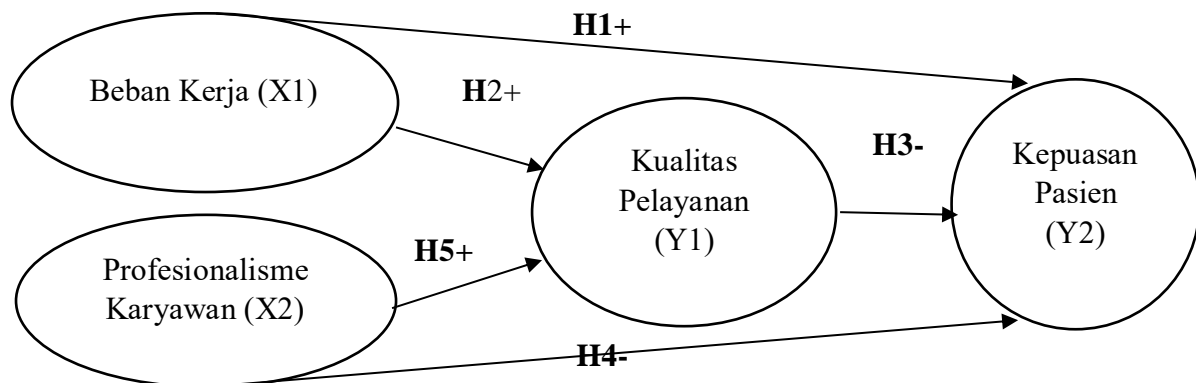 H1+
Beban Kerja (X1)
H2+
Kualitas
Pelayanan
(Y1)
H3-
Kepuasan
Pasien
(Y2)
Profesionalisme
Karyawan (X2)
H5+
H4-